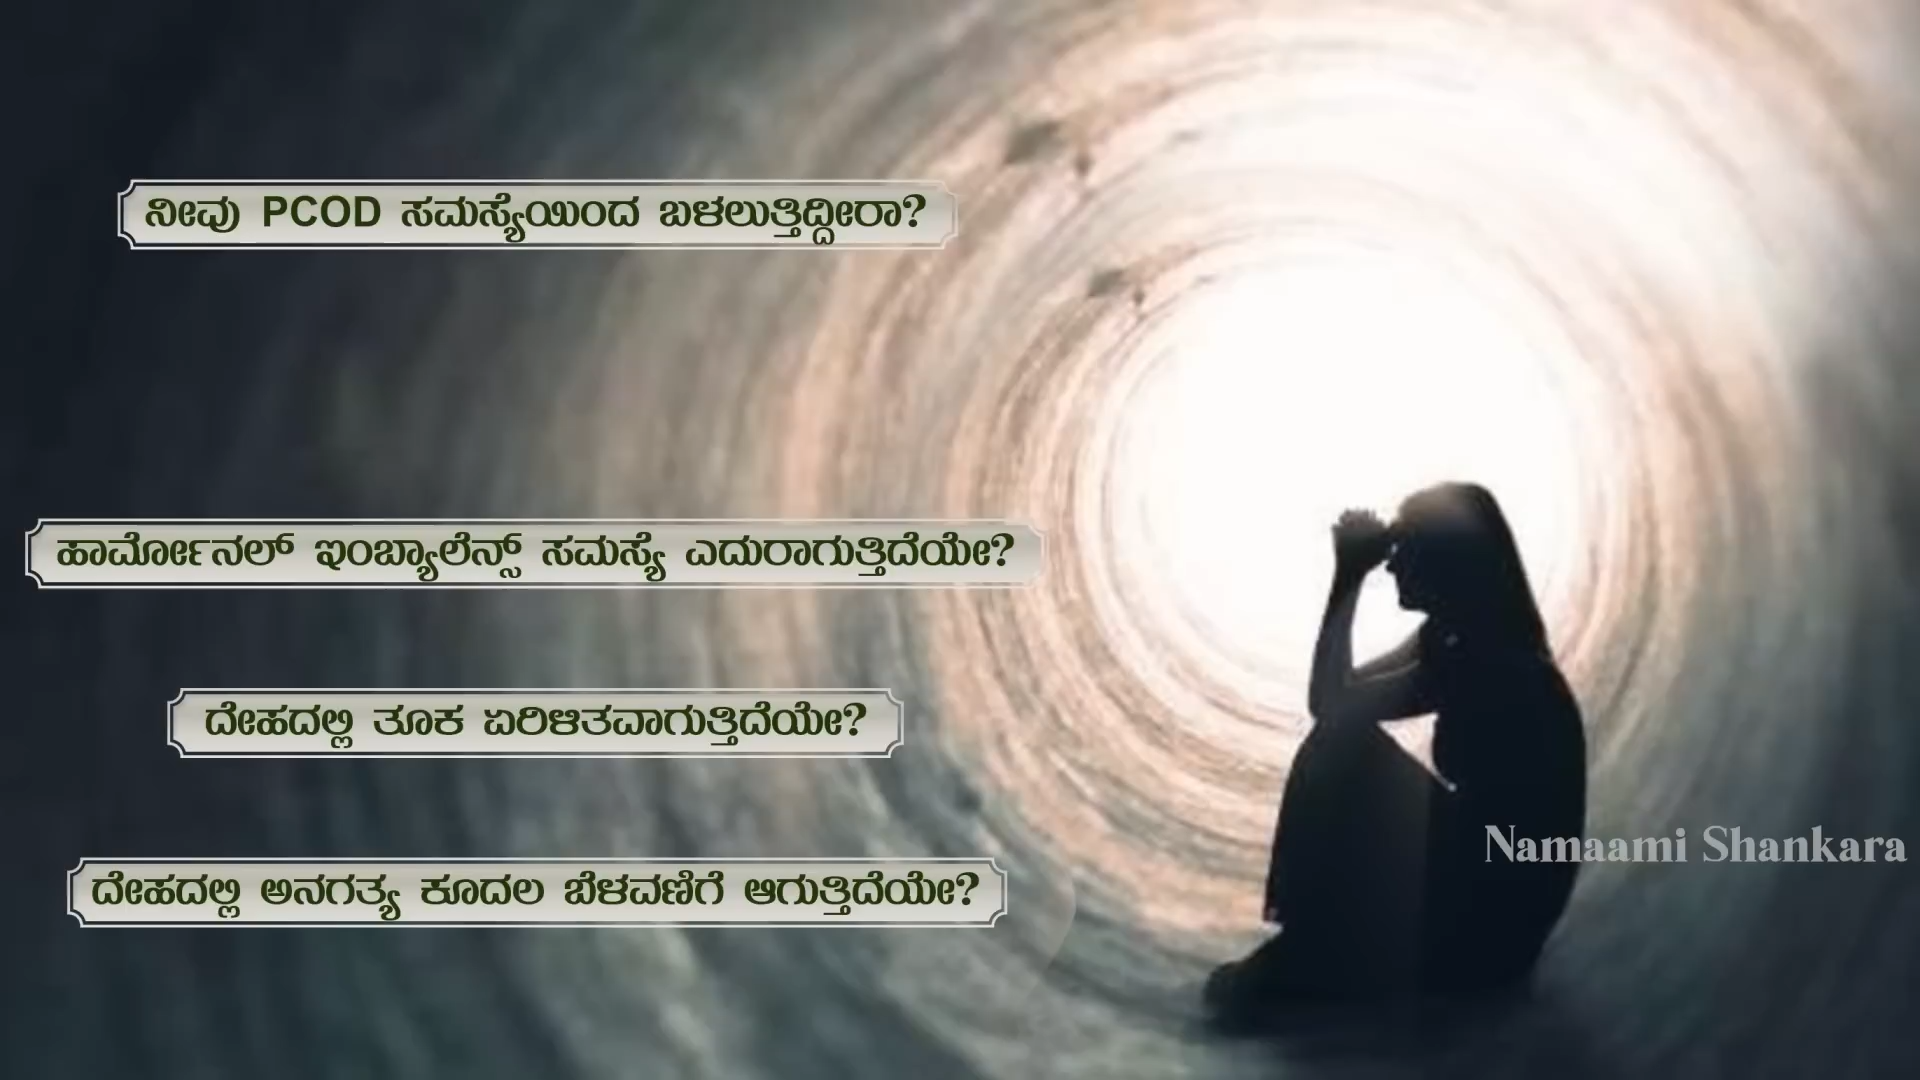 ನೀವು PCOD ಸಮಸ್ಯೆಯಿಂದ ಬಳಲುತ್ತಿದ್ದೀರಾ?
ಹಾರ್ಮೋನಲ್ ಇಂಬ್ಯಾಲೆನ್ಸ್ ಸಮಸ್ಯೆ ಎದುರಾಗುತ್ತಿದೆಯೇ?
ದೇಹದಲ್ಲಿ ತೂಕ ಏರಿಳಿತವಾಗುತ್ತಿದೆಯೇ?
Namaami Shankara
ದೇಹದಲ್ಲಿ ಅನಗತ್ಯ ಕೂದಲ ಬೆಳವಣಿಗೆ ಆಗುತ್ತಿದೆಯೇ?